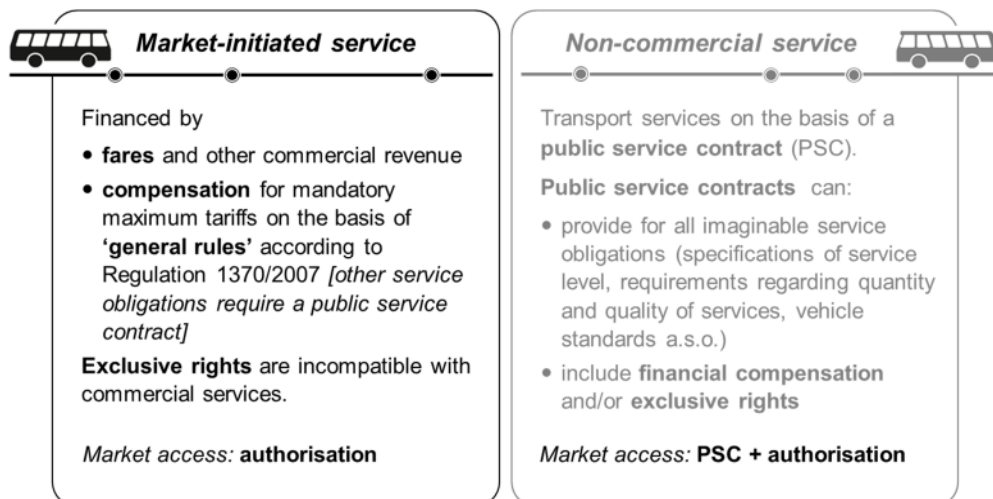 Market-initiated service
Financed by
• fares and other commercial revenue
• compensation for mandatory
maximum tariffs on the basis of
‘general rules’ according to
Regulation 1370/2007 [other service
obligations require a public service
contract]
Exclusive rights are incompatible with
commercial services.
Market access: authorisation
Non-commercial service
Transport services on the basis of a
public service contract (PSC).
Public service contracts can:
• provide for all imaginable service
obligations (specifications of service
level, requirements regarding quantity
and quality of services, vehicle
standards a.s.o.)
• include financial compensation
and/or exclusive rights
Market access: PSC + authorisation